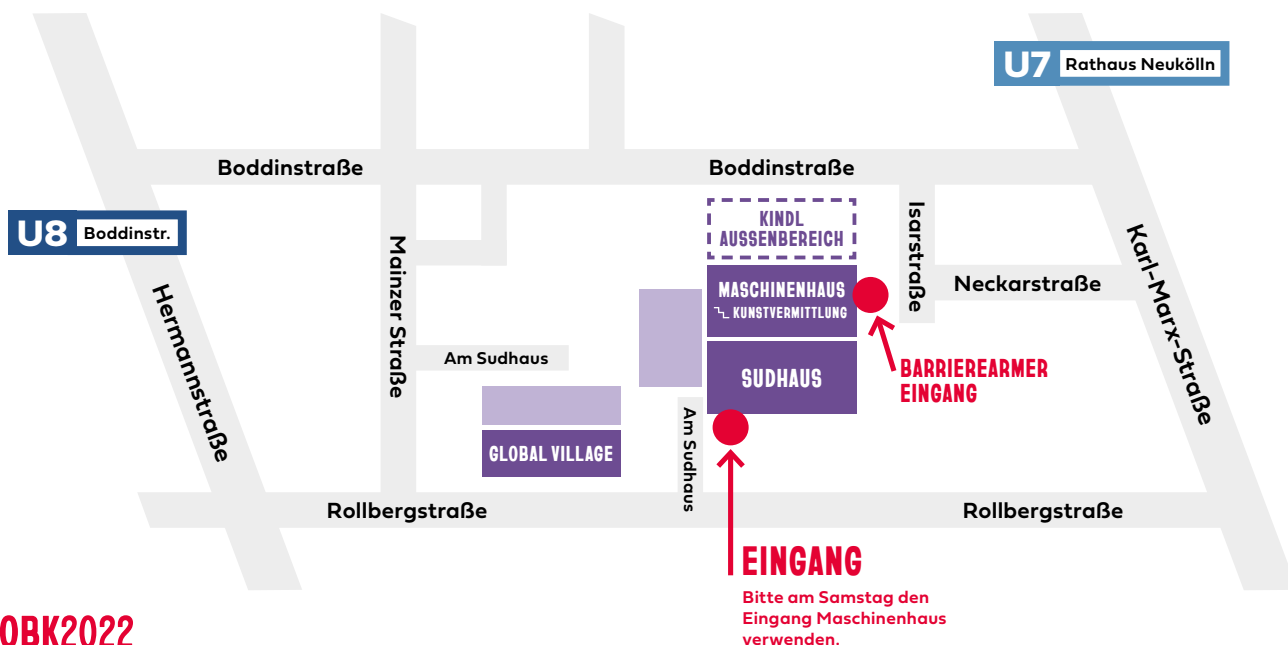 U7 Rathaus Neukölln
Boddinstraße
Boddinstraße
U8 Boddinstr.
KINDL
AUSSENBEREICH
Isarstraße
Karl-Marx-Straße
Mainzer Straße
Hermannstraße
Neckarstraße
MASCHINENHAUS
KUNSTVERMITTLUNG
Am Sudhaus
SUDHAUS
BARRIEREARMER
EINGANG
Am Sudhaus
GLOBAL VILLAGE
Rollbergstraße
Rollbergstraße
EINGANG
Bitte am Samstag den
Eingang Maschinenhaus
verwenden.
OBK2022